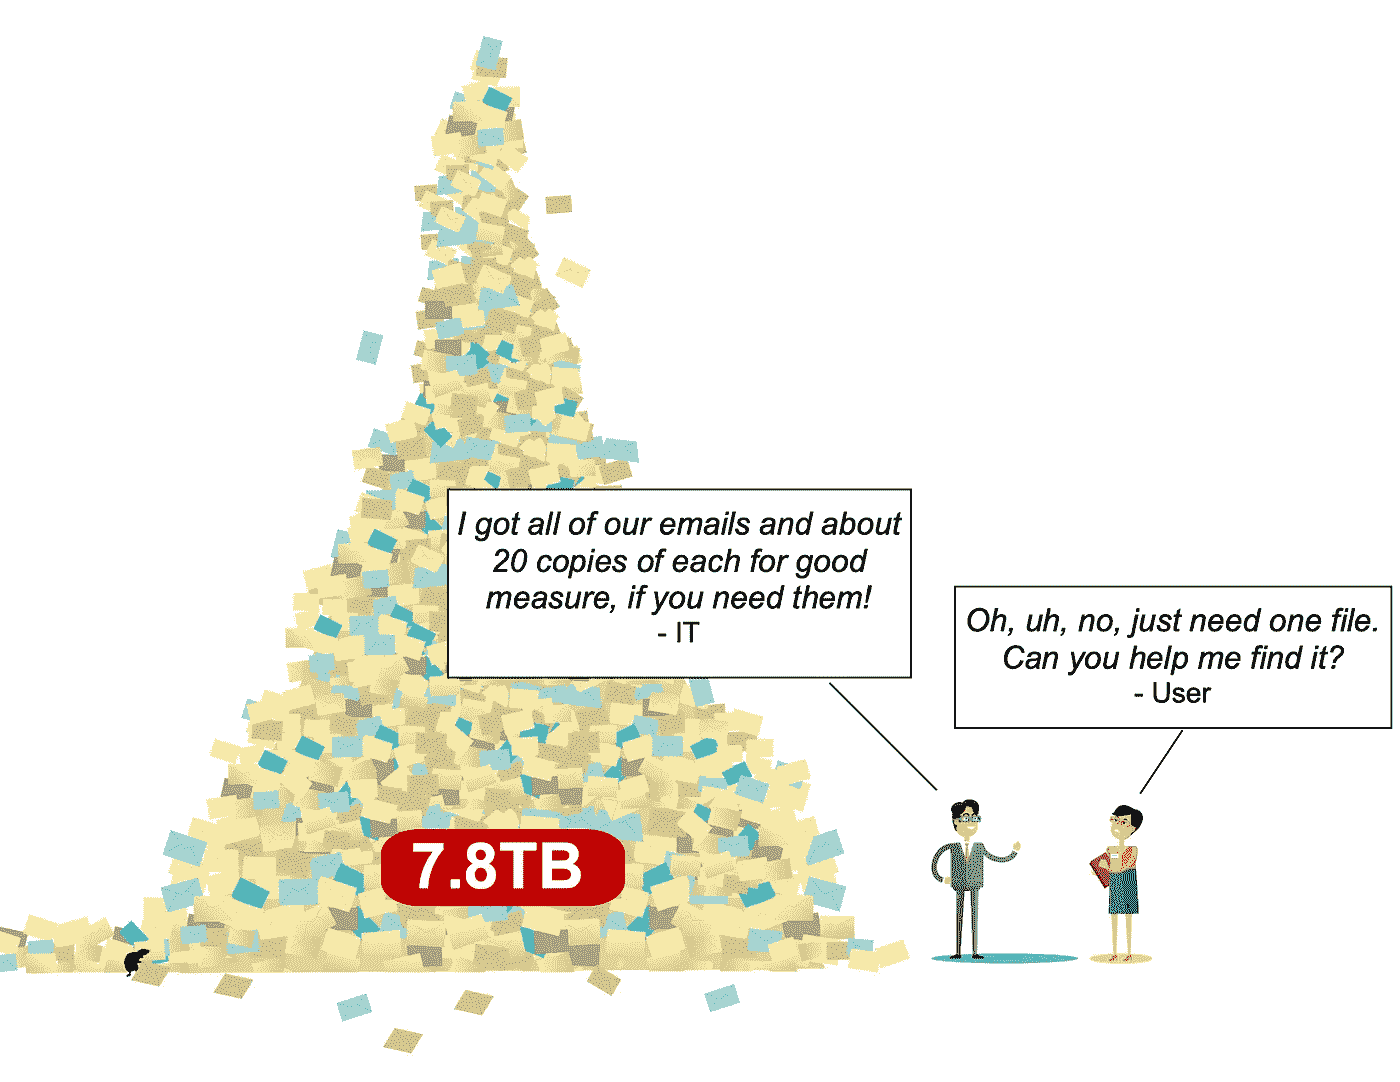 I got all of our emails and about
20 copies of each for good
measure, if you need them!
- IT
Oh, uh, no, just need one file.
Can you help me find it?
- User
7.8TB